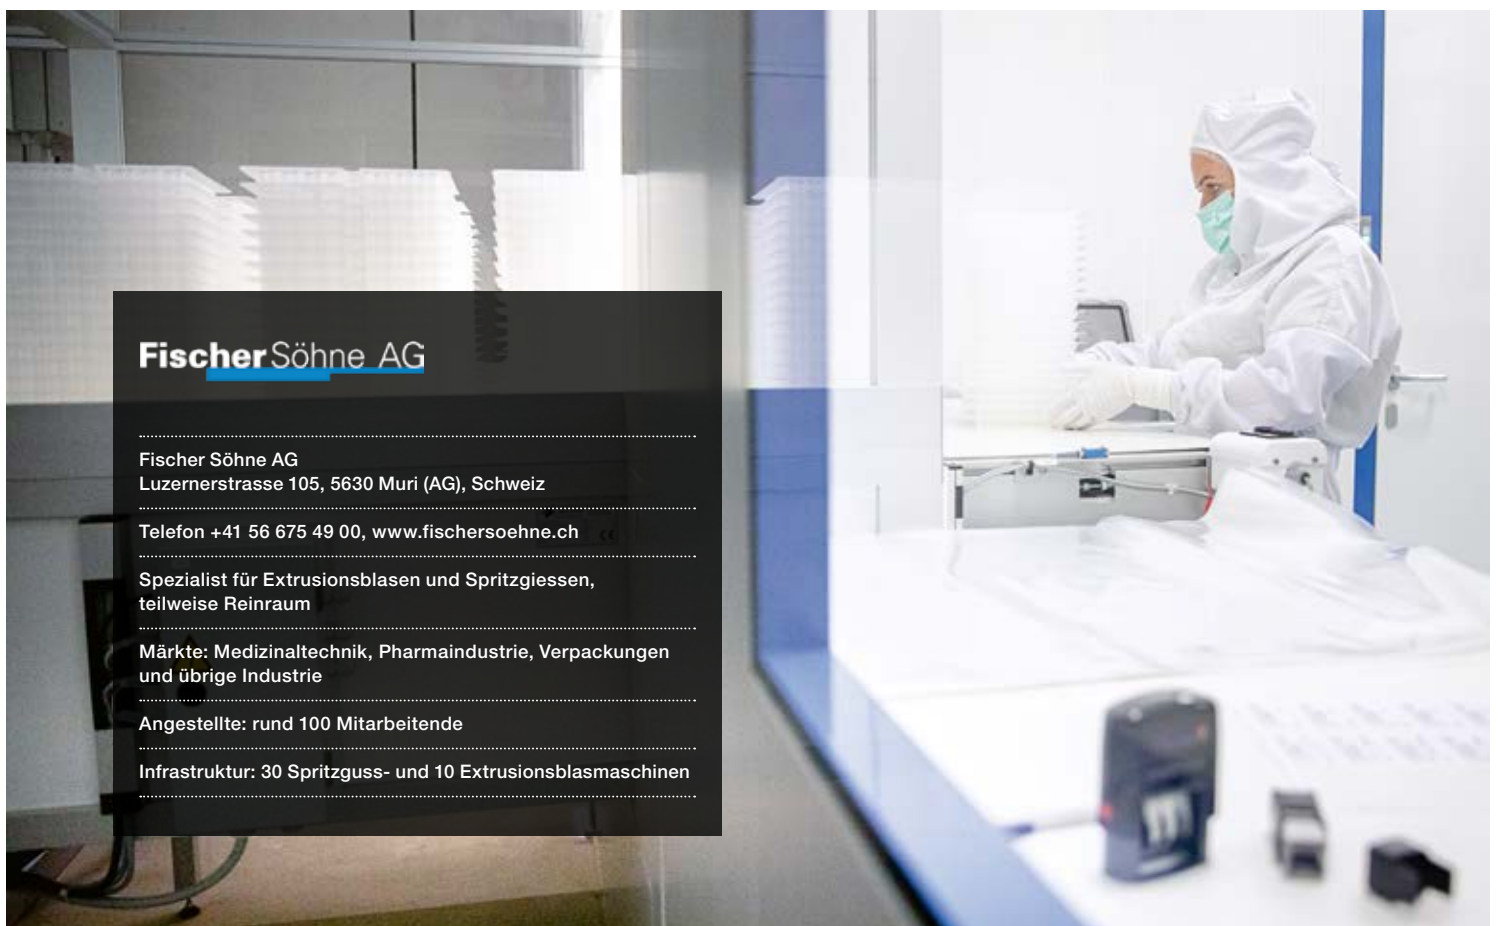 FischerSöhne AG
Fischer Söhne AG
Luzernerstrasse 105, 5630 Muri (AG), Schweiz
Telefon +41 56 675 49 00, www.fischersoehne.ch
Spezialist für Extrusionsblasen und Spritzgiessen,
teilweise Reinraum
Märkte: Medizinaltechnik, Pharmaindustrie, Verpackungen
und übrige Industrie
Angestellte: rund 100 Mitarbeitende
Infrastruktur: 30 Spritzguss- und 10 Extrusionsblasmaschinen